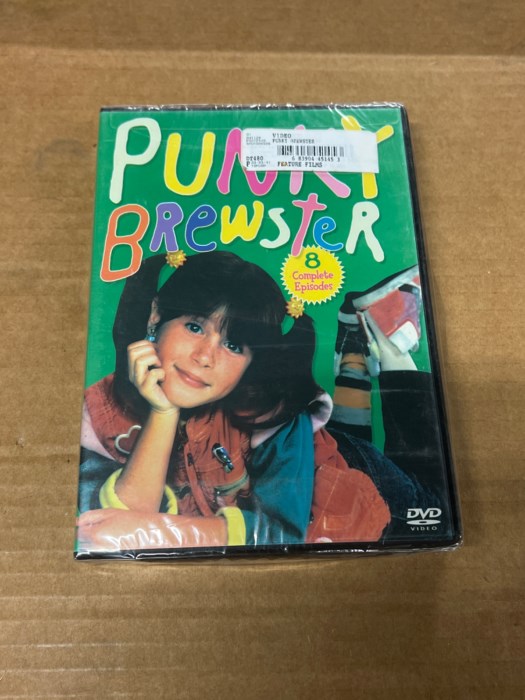 PUNKY
VIDEO
PUNKY BREWSTER
FEATURE FILMS
BREWSTER
8
Complete
Episodes
DVD
VIDEO